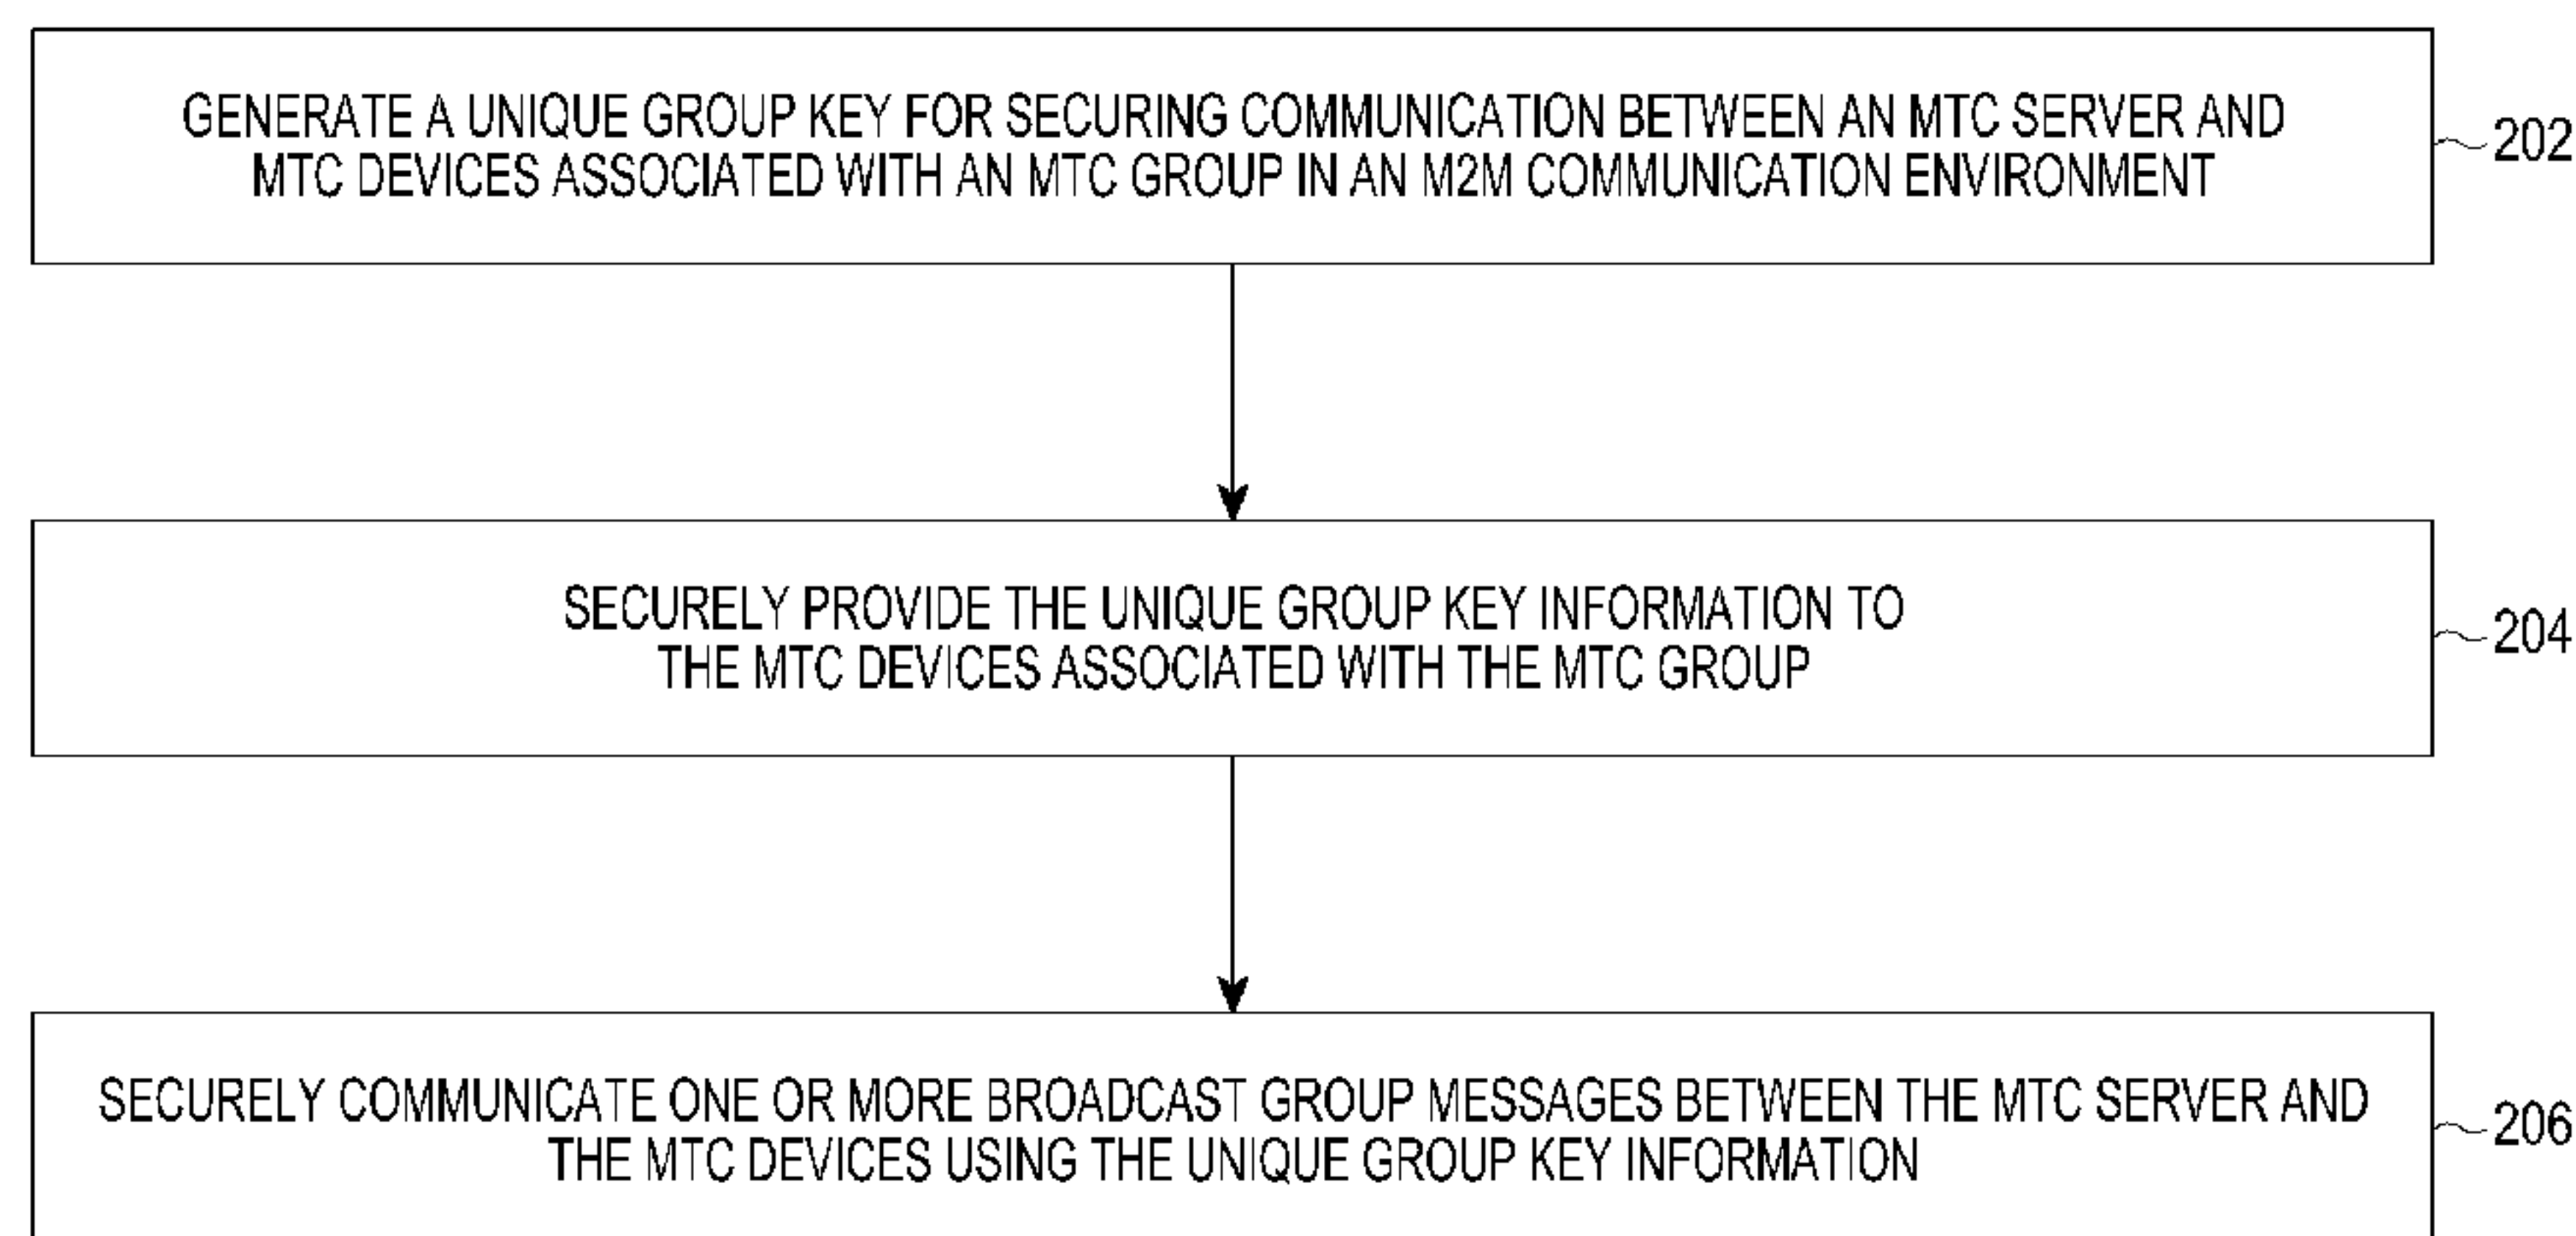 GENERATE A UNIQUE GROUP KEY FOR SECURING COMMUNICATION BETWEEN AN MTC SERVER AND
MTC DEVICES ASSOCIATED WITH AN MTC GROUP IN AN M2M COMMUNICATION ENVIRONMENT
202
SECURELY PROVIDE THE UNIQUE GROUP KEY INFORMATION TO
THE MTC DEVICES ASSOCIATED WITH THE MTC GROUP
204
SECURELY COMMUNICATE ONE OR MORE BROADCAST GROUP MESSAGES BETWEEN THE MTC SERVER AND
THE MTC DEVICES USING THE UNIQUE GROUP KEY INFORMATION
206